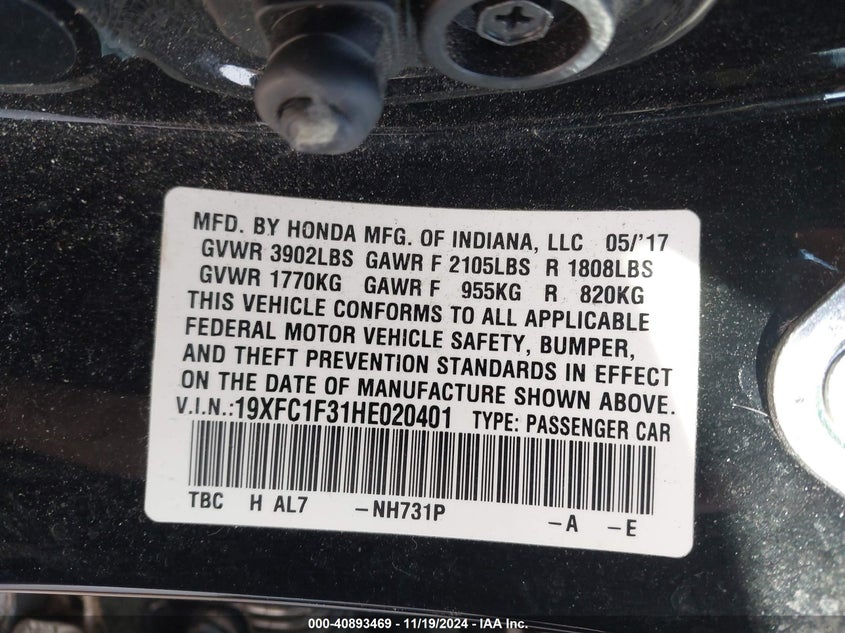 MFD. BY HONDA MFG. OF INDIANA, LLC 05/'17
GVWR 3902LBS GAWR F 2105LBS R 1808LBS
GVWR 1770KG GAWR F 955KG R 820KG
THIS VEHICLE CONFORMS TO ALL APPLICABLE
FEDERAL MOTOR VEHICLE SAFETY, BUMPER,
AND THEFT PREVENTION STANDARDS IN EFFECT
ON THE DATE OF MANUFACTURE SHOWN ABOVE.
V.I.N.:19XFC1F31HE020401 TYPE: PASSENGER CAR
TBC H AL7 -NH731P -A -E
000-40893469 - 11/19/2024 - IAA Inc.